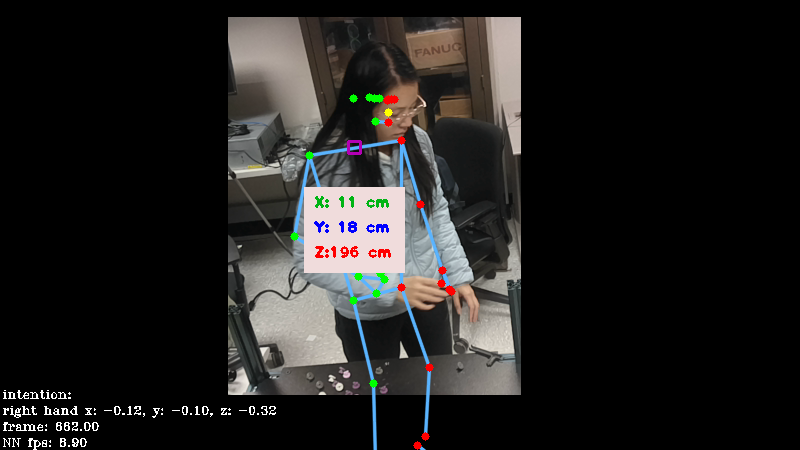 FANUC
X: 11 cm
Y: 18 cm
Z:196 cm
intention:
right hand x: -0.12, y: -0.10, z: -0.32
frame: 662.00
NN fps: 8.90